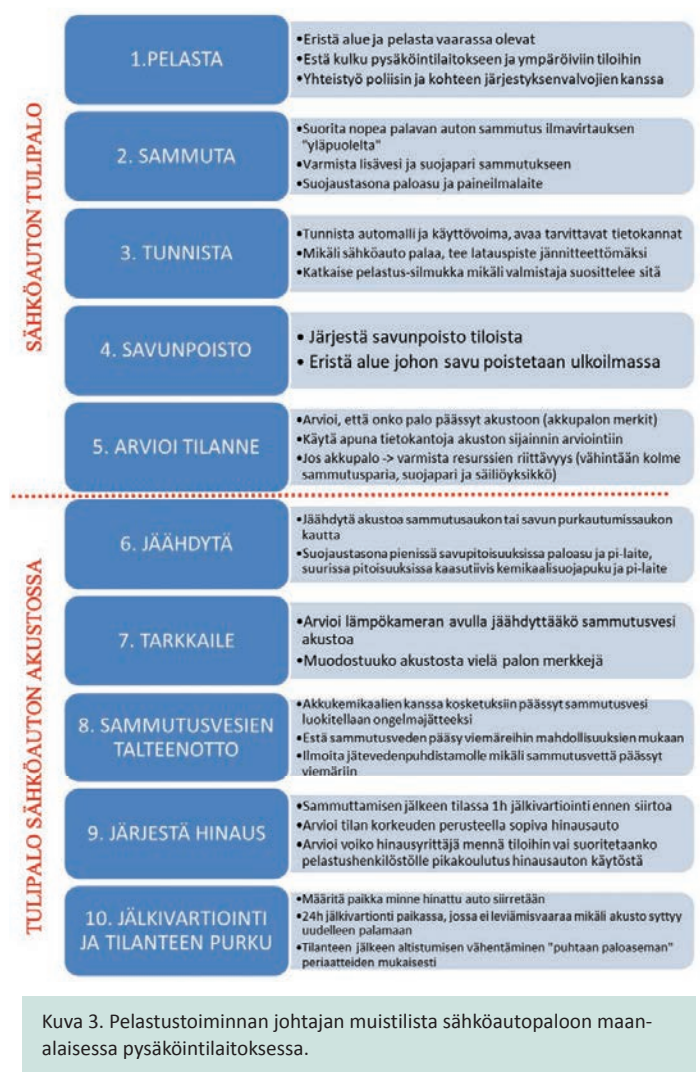 SÄHKÖAUTON TULIPALO
1.PELASTA
•Eristä alue ja pelasta vaarassa olevat
•Estä kulku pysäköintilaitokseen ja ympäröiviin tiloihin
•Yhteistyö poliisin ja kohteen järjestyksenvalvojien kanssa
2. SAMMUTA
•Suorita nopea palavan auton sammutus ilmavirtauksen
"yläpuolelta"
•Varmista lisävesi ja suojapari sammutukseen
•Suojaustasona paloasu ja paineilmalaite
3. TUNNISTA
•Tunnista automalli ja käyttövoima, avaa tarvittavat tietokannat
•Mikäli sähköauto palaa, tee latauspiste jännitteettömäksi
•Katkaise pelastus-silmukka mikäli valmistaja suosittelee sitä
4. SAVUNPOISTO
• Järjestä savunpoisto tiloista
• Eristä alue johon savu poistetaan ulkoilmassa
5. ARVIOI TILANNE
•Arvioi, että onko palo päässyt akustoon (akkupalon merkit)
•Käytä apuna tietokantoja akuston sijainnin arviointiin
•Jos akkupalo -> varmista resurssien riittävyys (vähintään kolme
sammutusparia, suojapari ja säiliöyksikkö)
TULIPALO SÄHKÖAUTON AKUSTOSSA
6. JÄÄHDYTÄ
•Jäähdytä akustoa sammutusaukon tai savun purkautumissaukon
kautta
•Suojaustasona pienissä savupitoisuuksissa paloasu ja pi-laite,
suurissa pitoisuuksissa kaasutiivis kemikaalisuojapuku ja pi-laite
7. TARKKAILE
•Arvioi lämpökameran avulla jäähdyttääkö sammutusvesi
akustoa
•Muodostuuko akustosta vielä palon merkkejä
8. SAMMUTUSVESIEN
TALTEENOTTO
•Akkukemikaalien kanssa kosketuksiin päässyt sammutusvesi
luokitellaan ongelmajätteeksi
•Estä sammutusveden pääsy viemäreihin mahdollisuuksien mukaan
•Ilmoita jätevedenpuhdistamolle mikäli sammutusvettä päässyt
viemäriin
9. JÄRJESTÄ HINAUS
•Sammuttamisen jälkeen tilassa 1h jälkivartiointi ennen siirtoa
•Arvioi tilan korkeuden perusteella sopiva hinausauto
•Arvioi voiko hinausyrittäjä mennä tiloihin vai suoritetaanko
pelastushenkilöstölle pikakoulutus hinausauton käytöstä
10. JÄLKIVARTIOINTI
JA TILANTEEN PURKU
•Määritä paikka minne hinattu auto siirretään
•24h jälkivartionti paikassa, jossa ei leviämisvaaraa mikäli akusto syttyy
uudelleen palamaan
•Tilanteen jälkeen altistumisen vähentäminen "puhtaan paloaseman"
periaatteiden mukaisesti
Kuva 3. Pelastustoiminnan johtajan muistilista sähköautopaloon maan-
alaisessa pysäköintilaitoksessa.